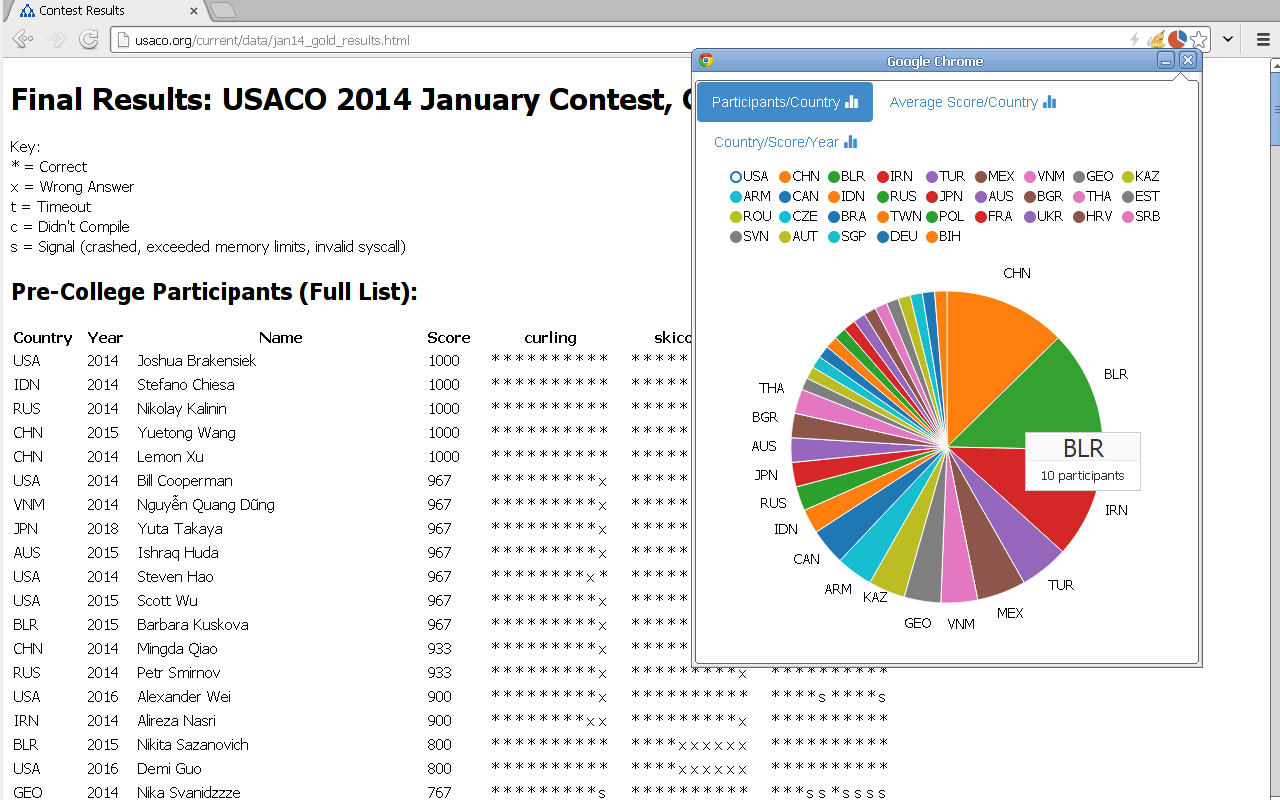 Contest Results
usaco.org/current/data/jan14_gold_results.html
Final Results: USACO 2014 January Contest,
Key:
* = Correct
x = Wrong Answer
t = Timeout
c = Didn't Compile
s = Signal (crashed, exceeded memory limits, invalid syscall)
Pre-College Participants (Full List):
Country Year Name Score curling
USA 2014 Joshua Brakensiek 1000 * * * * * * * * * * * * * * *
IDN 2014 Stefano Chiesa 1000 * * * * * * * * * * * * * * *
RUS 2014 Nikolay Kalinin 1000 * * * * * * * * * * * * * * *
CHN 2015 Yuetong Wang 1000 * * * * * * * * * * * * * * *
CHN 2014 Lemon Xu 1000 * * * * * * * * * * * * * * *
USA 2014 Bill Cooperman 967 * * * * * * * * * x * * * * *
VNM 2014 Nguyễn Quang Dũng 967 * * * * * * * * * x * * * * *
JPN 2018 Yuta Takaya 967 * * * * * * * * * x * * * * *
AUS 2015 Ishraq Huda 967 * * * * * * * * * x * * * * *
USA 2014 Steven Hao 967 * * * * * * * * x * * * * * *
USA 2015 Scott Wu 967 * * * * * * * * * x * * * * *
BLR 2015 Barbara Kuskova 967 * * * * * * * * * x * * * * *
CHN 2014 Mingda Qiao 933 * * * * * * * * * x * * * * *
RUS 2014 Petr Smirnov 933 * * * * * * * * * x * * * * * * * * * x * * * * * * * * * *
USA 2016 Alexander Wei 900 * * * * * * * * * x * * * * * * * * * * * * * * s * * * * s
IRN 2014 Alireza Nasri 900 * * * * * * * * x x * * * * * * * * * x * * * * * * * * * *
BLR 2015 Nikita Sazanovich 800 * * * * * * * * * * * * * * x x x x x x * * * * * * * * * *
USA 2016 Demi Guo 800 * * * * * * * * * * * * * * x x x x x x * * * * * * * * * *
GEO 2014 Nika Svanidzze 767 * * * * * * * * * s * * * * * * * * * * * * * s s * s s s s
Google Chrome
Participants/Country
Average Score/Country
Country/Score/Year
USA CHN BLR IRN TUR MEX VNM GEO KAZ
ARM CAN IDN RUS JPN AUS BGR THA EST
ROU CZE BRA TWN POL FRA UKR HRV SRB
SVN AUT SGP DEU BIH
CHN
BLR
IRN
TUR
MEX
VNM
GEO
KAZ
ARM
CAN
IDN
RUS
JPN
AUS
BGR
THA
BLR
10 participants